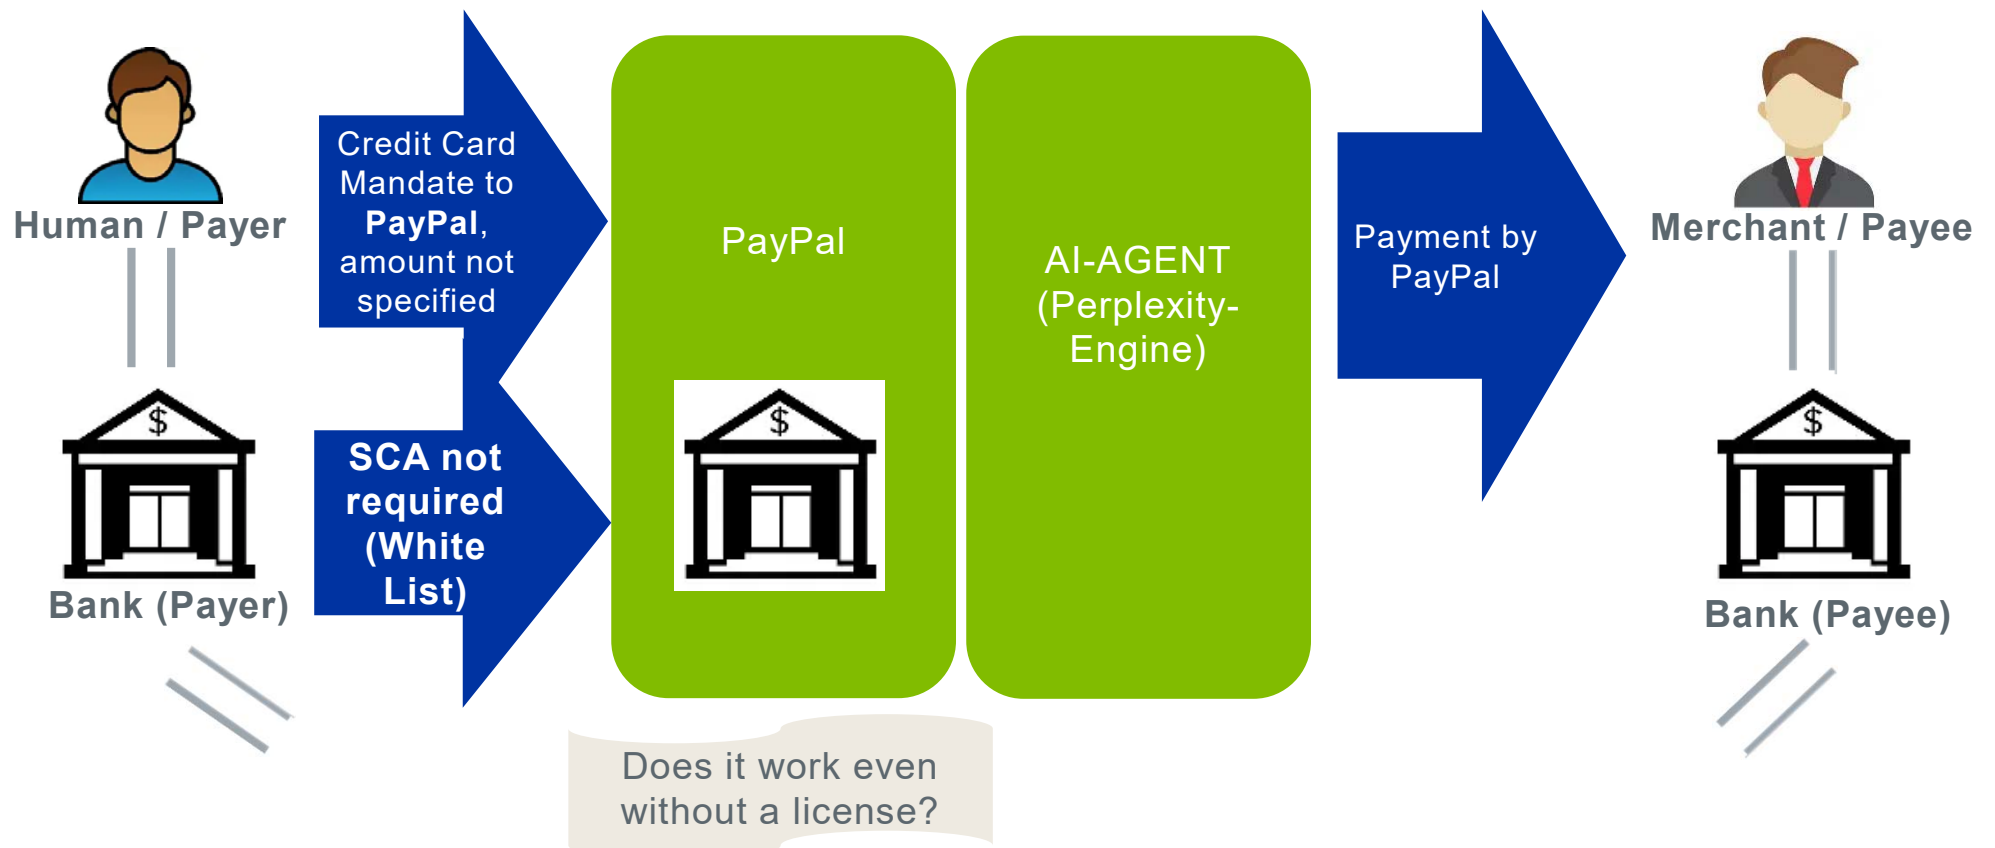 Human / Payer
Credit Card
Mandate to
PayPal,
amount not
specified
PayPal
AI-AGENT
(Perplexity-
Engine)
Payment by
PayPal
Merchant / Payee
$
Bank (Payer)
SCA not
required
(White
List)
$
$
Bank (Payee)
Does it work even
without a license?